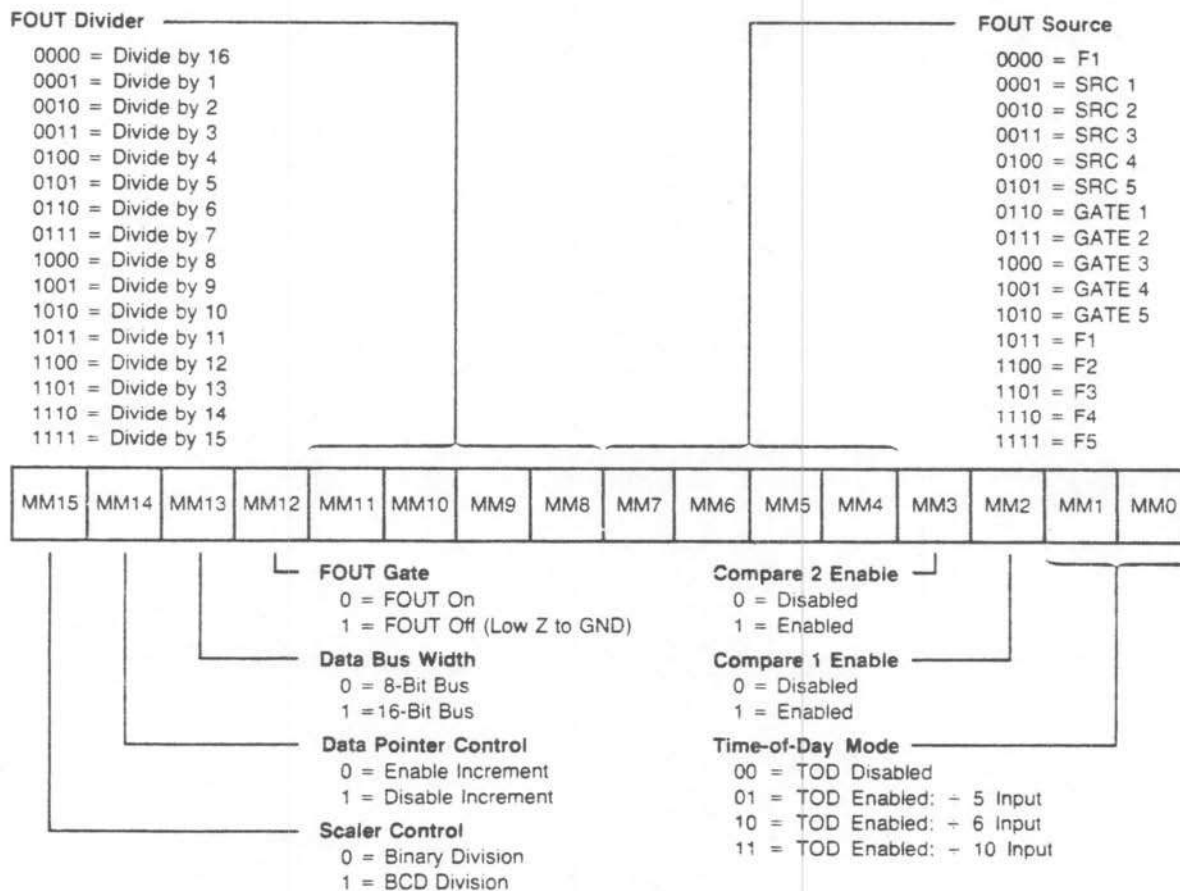 FOUT Divider
0000 = Divide by 16
0001 = Divide by 1
0010 = Divide by 2
0011 = Divide by 3
0100 = Divide by 4
0101 = Divide by 5
0110 = Divide by 6
0111 = Divide by 7
1000 = Divide by 8
1001 = Divide by 9
1010 = Divide by 10
1011 = Divide by 11
1100 = Divide by 12
1101 = Divide by 13
1110 = Divide by 14
1111 = Divide by 15
FOUT Source
0000 = F1
0001 = SRC 1
0010 = SRC 2
0011 = SRC 3
0100 = SRC 4
0101 = SRC 5
0110 = GATE 1
0111 = GATE 2
1000 = GATE 3
1001 = GATE 4
1010 = GATE 5
1011 = F1
1100 = F2
1101 = F3
1110 = F4
1111 = F5
MM15 MM14 MM13 MM12 MM11 MM10 MM9 MM8 MM7 MM6 MM5 MM4 MM3 MM2 MM1 MM0
FOUT Gate
0 = FOUT On
1 = FOUT Off (Low Z to GND)
Data Bus Width
0 = 8-Bit Bus
1 =16-Bit Bus
Data Pointer Control
0 = Enable Increment
1 = Disable Increment
Scaler Control
0 = Binary Division
1 = BCD Division
Compare 2 Enable
0 = Disabled
1 = Enabled
Compare 1 Enable
0 = Disabled
1 = Enabled
Time-of-Day Mode
00 = TOD Disabled
01 = TOD Enabled: ÷ 5 Input
10 = TOD Enabled: ÷ 6 Input
11 = TOD Enabled: ÷ 10 Input